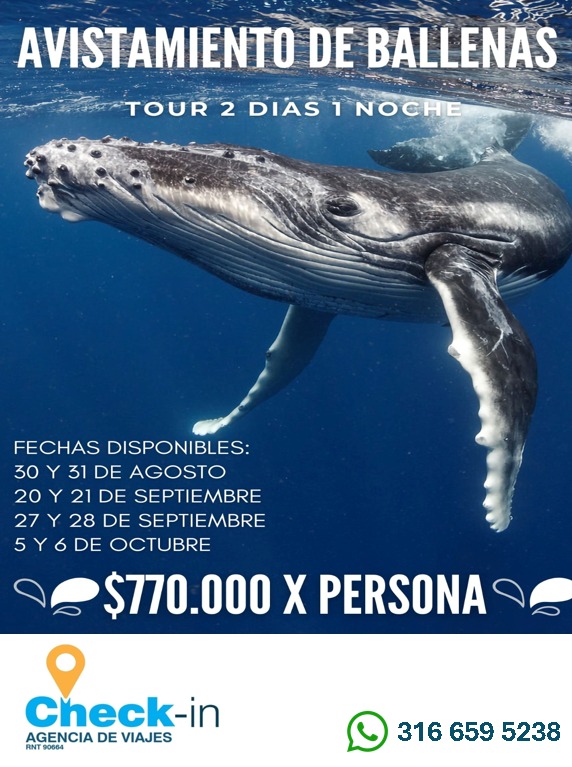 AVISTAMIENTO DE BALLENAS
TOUR 2 DIAS 1 NOCHE
FECHAS DISPONIBLES:
30 Y 31 DE AGOSTO
20 Y 21 DE SEPTIEMBRE
27 Y 28 DE SEPTIEMBRE
5 Y 6 DE OCTUBRE
$770.000 X PERSONA
Check-in
AGENCIA DE VIAJES
RNT 90664
316 659 5238